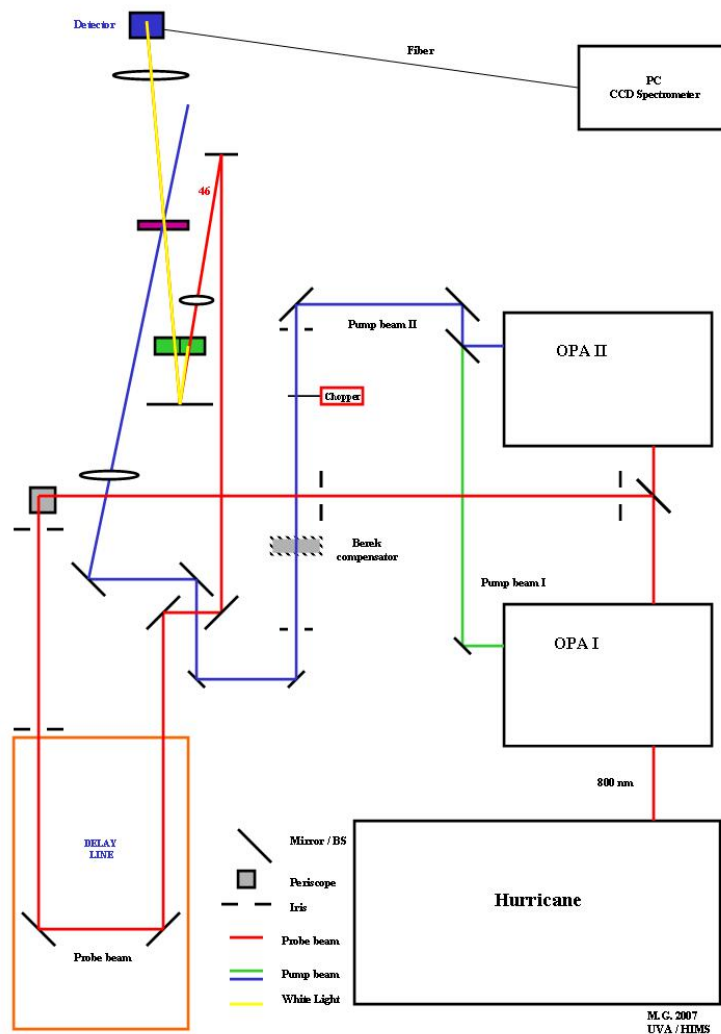 Detector
Fiber
PC
CCD Spectrometer
46
Pump beam II
OPA II
Chopper
Berek
compensator
Pump beam I
OPA I
800 nm
DELAY
LINE
Probe beam
Mirror / BS
Periscope
Iris
Probe beam
Pump beam
White Light
Hurricane
M.G. 2007
UVA / HIMS